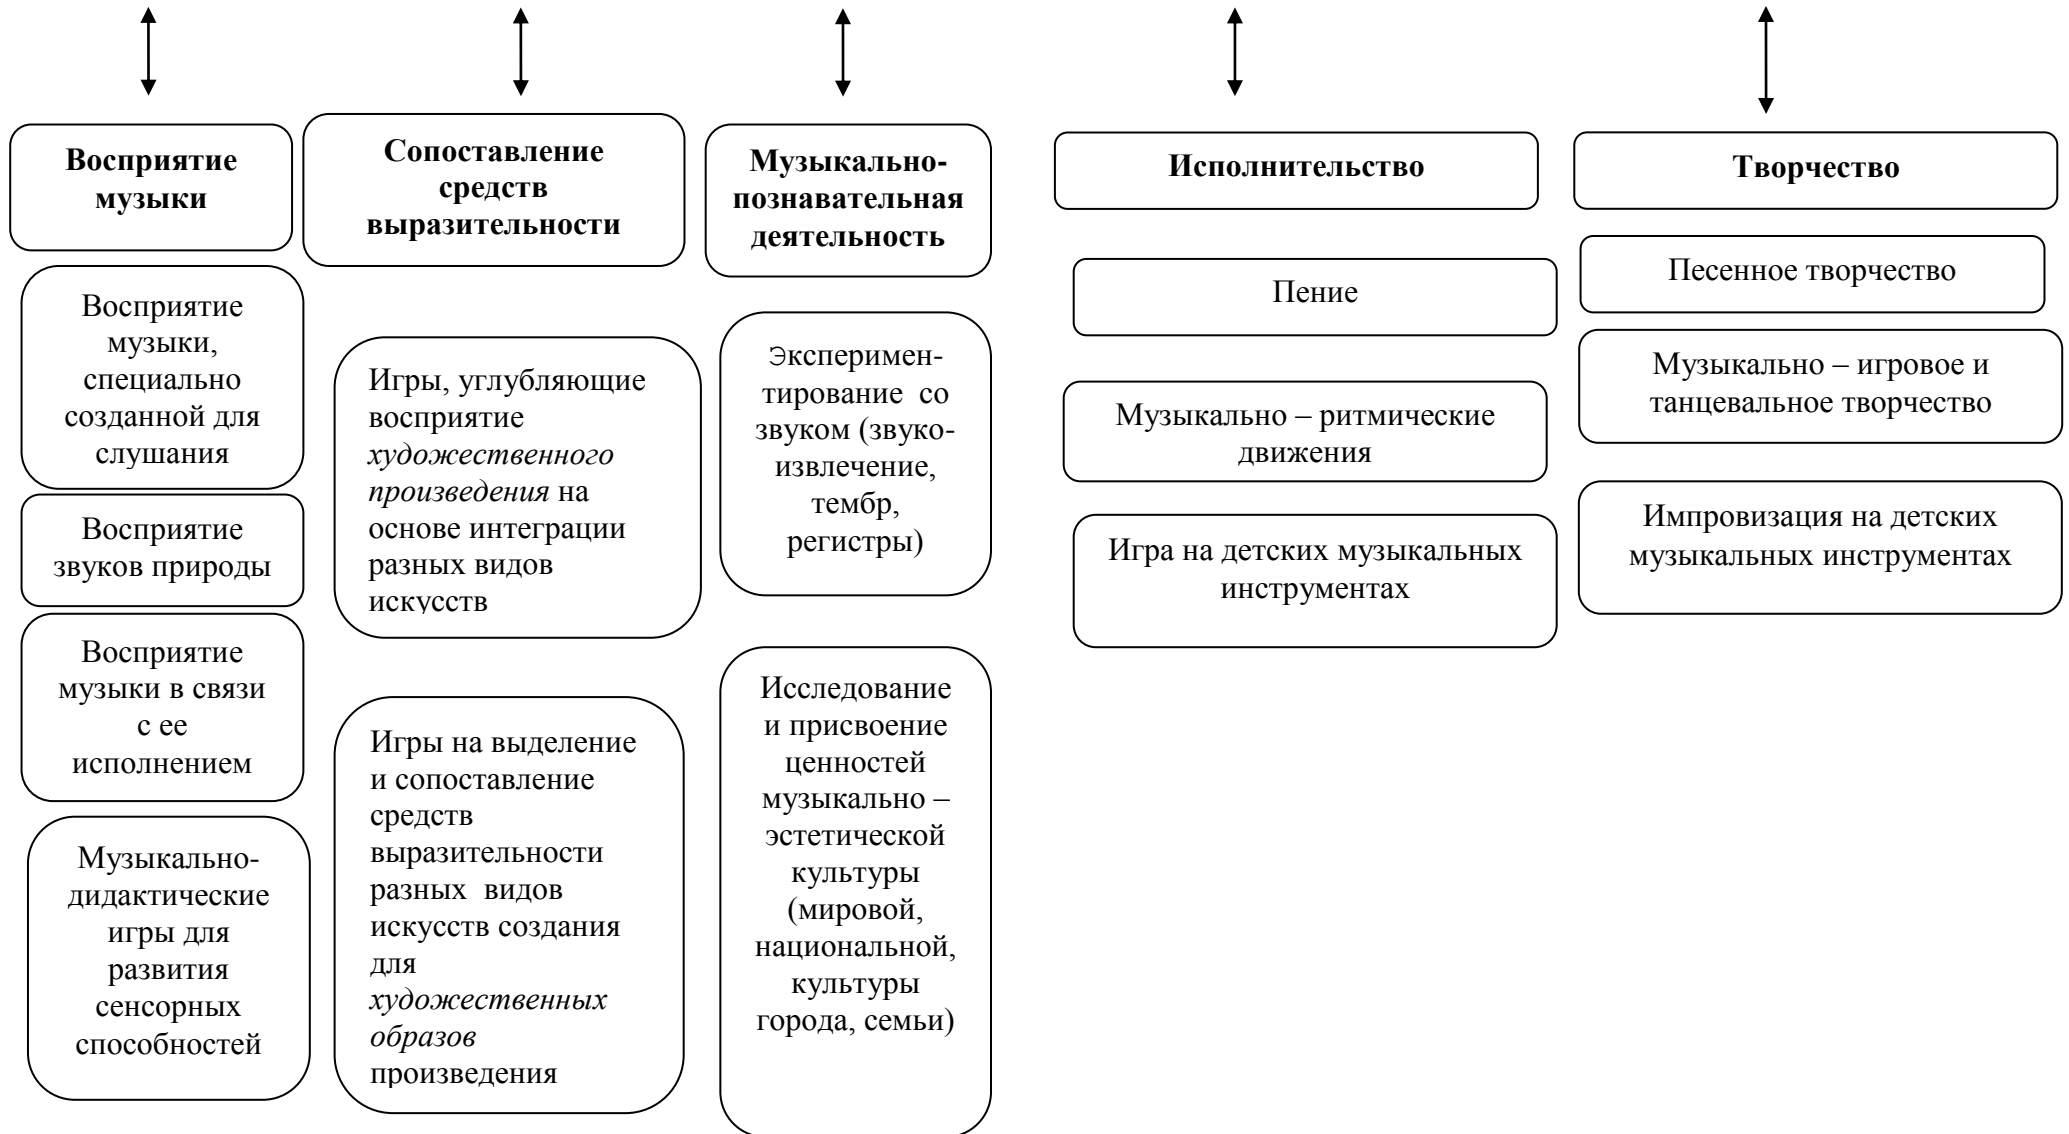 Восприятие
музыки
Восприятие
музыки,
специально
созданной для
слушания
Восприятие
звуков природы
Восприятие
музыки в связи
с ее
исполнением
Музыкально-
дидактические
игры для
развития
сенсорных
способностей
Сопоставление
средств
выразительности
Игры, углубляющие
восприятие
художественного
произведения на
основе интеграции
разных видов
искусств
Игры на выделение
и сопоставление
средств
выразительности
разных видов
искусств создания
для
художественных
образов
произведения
Музыкально-
познавательная
деятельность
Эксперимен-
тирование со
звуком (звуко-
извлечение,
тембр,
регистры)
Исследование
и присвоение
ценностей
музыкально –
эстетической
культуры
(мировой,
национальной,
культуры
города, семьи)
Исполнительство
Пение
Музыкально – ритмические
движения
Игра на детских музыкальных
инструментах
Творчество
Песенное творчество
Музыкально – игровое и
танцевальное творчество
Импровизация на детских
музыкальных инструментах